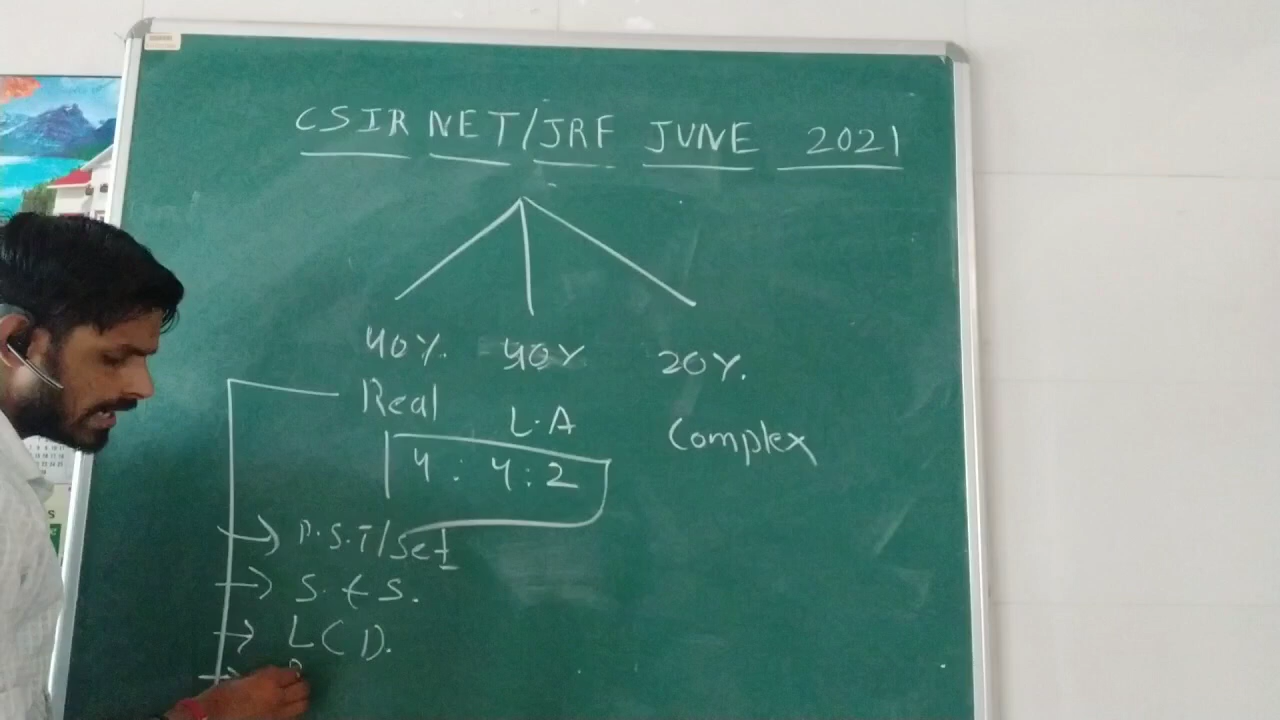 CSIR NET/JRF JUNE 2021
40%. 40% 20%.
Real L.A Complex
4 : 4 : 2
P.S.T/Set
S. & S.
L C D.